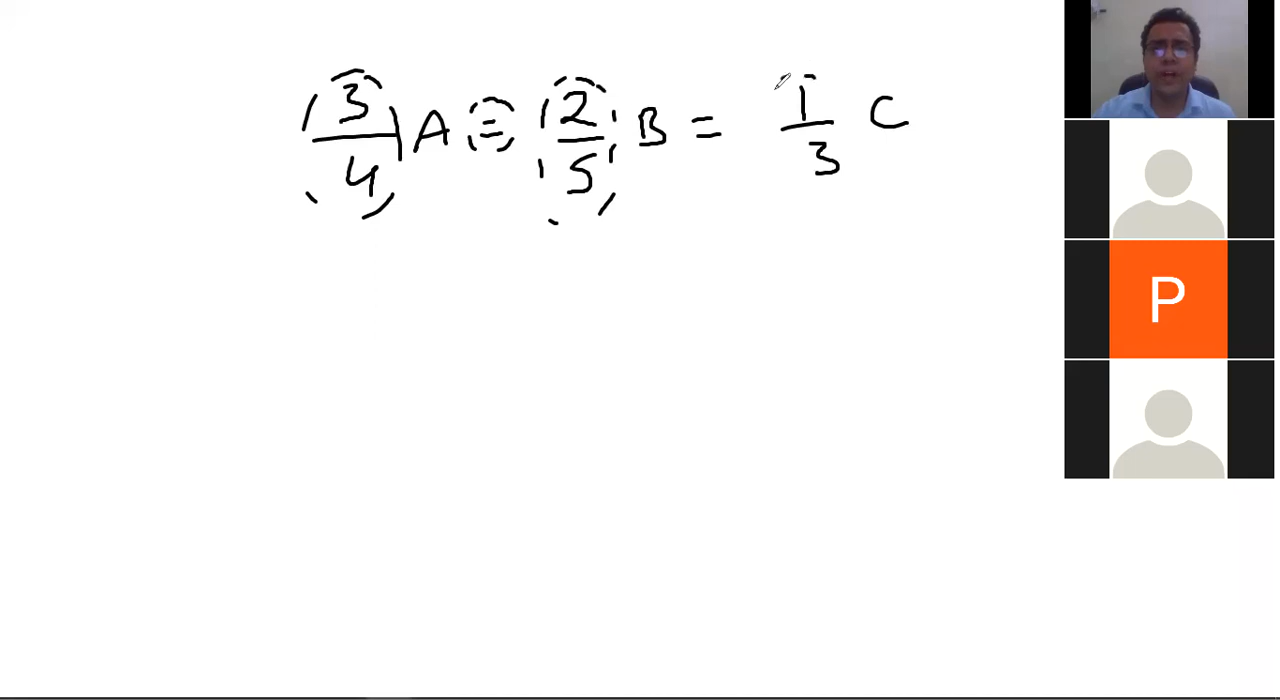 3/4 A = 2/5 B = 1/3 C
P